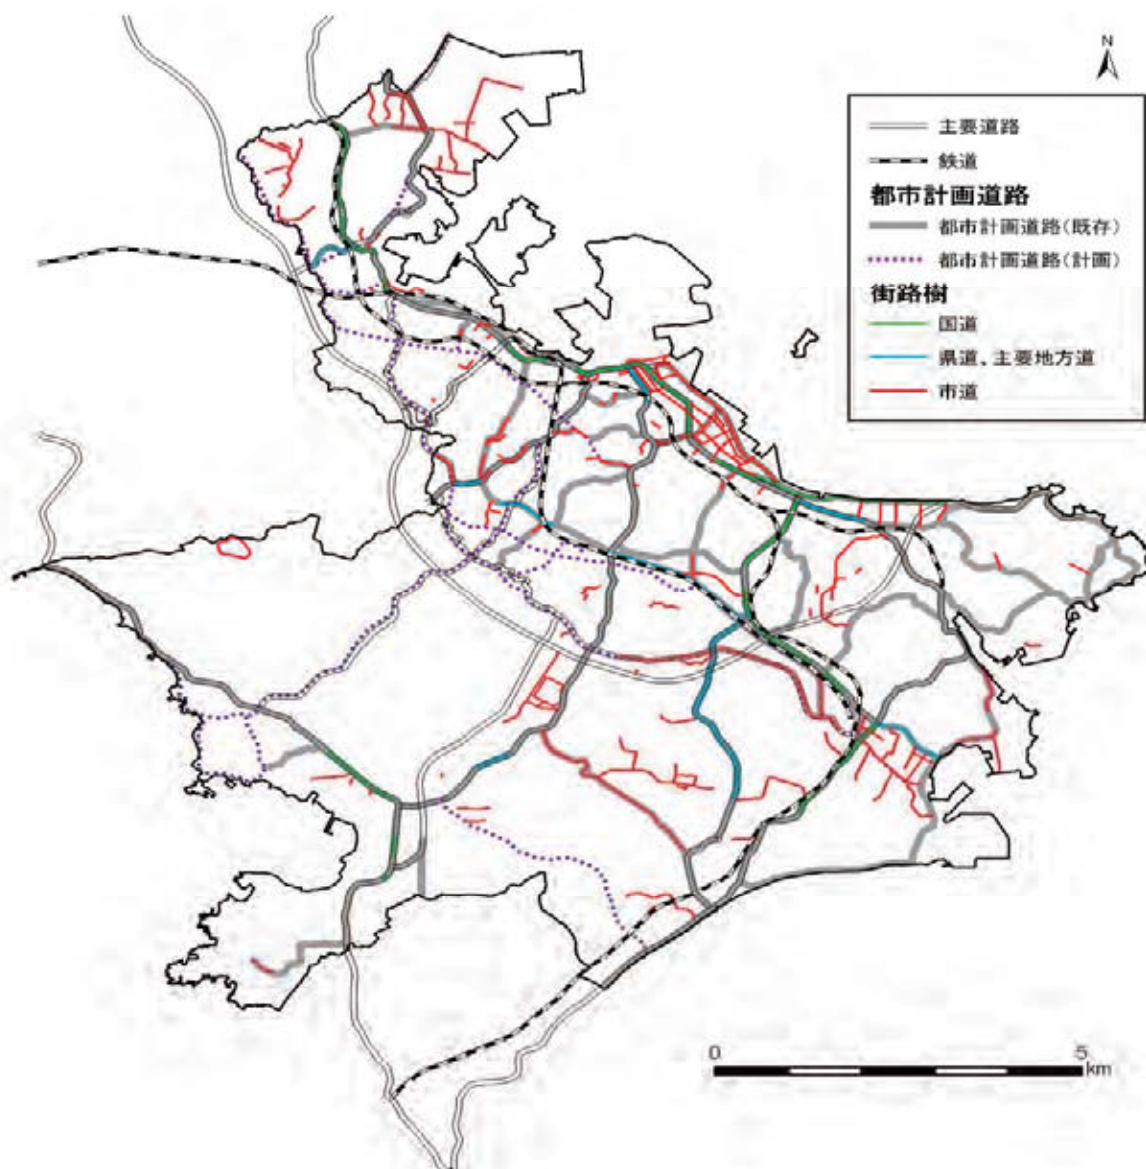 N
主要道路
鉄道
都市計画道路
都市計画道路(既存)
都市計画道路(計画)
街路樹
国道
県道、主要地方道
市道
0 5
km